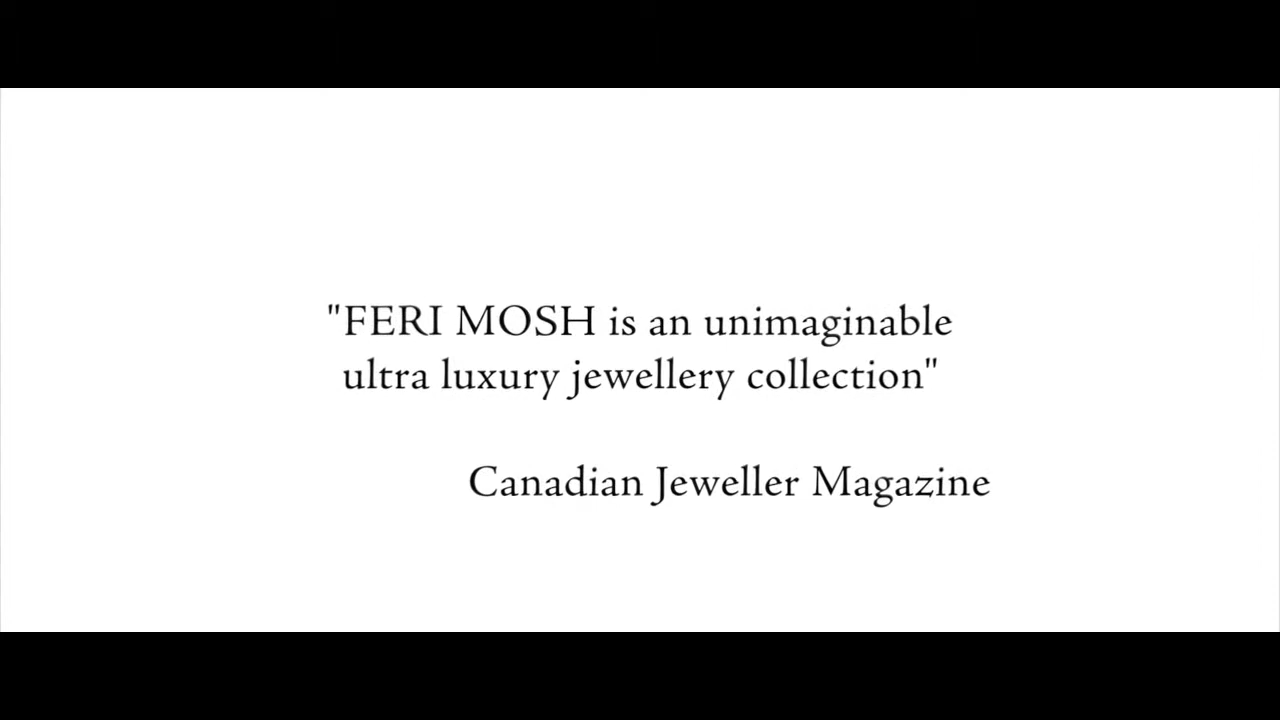 "FERI MOSH is an unimaginable
ultra luxury jewellery collection"
Canadian Jeweller Magazine